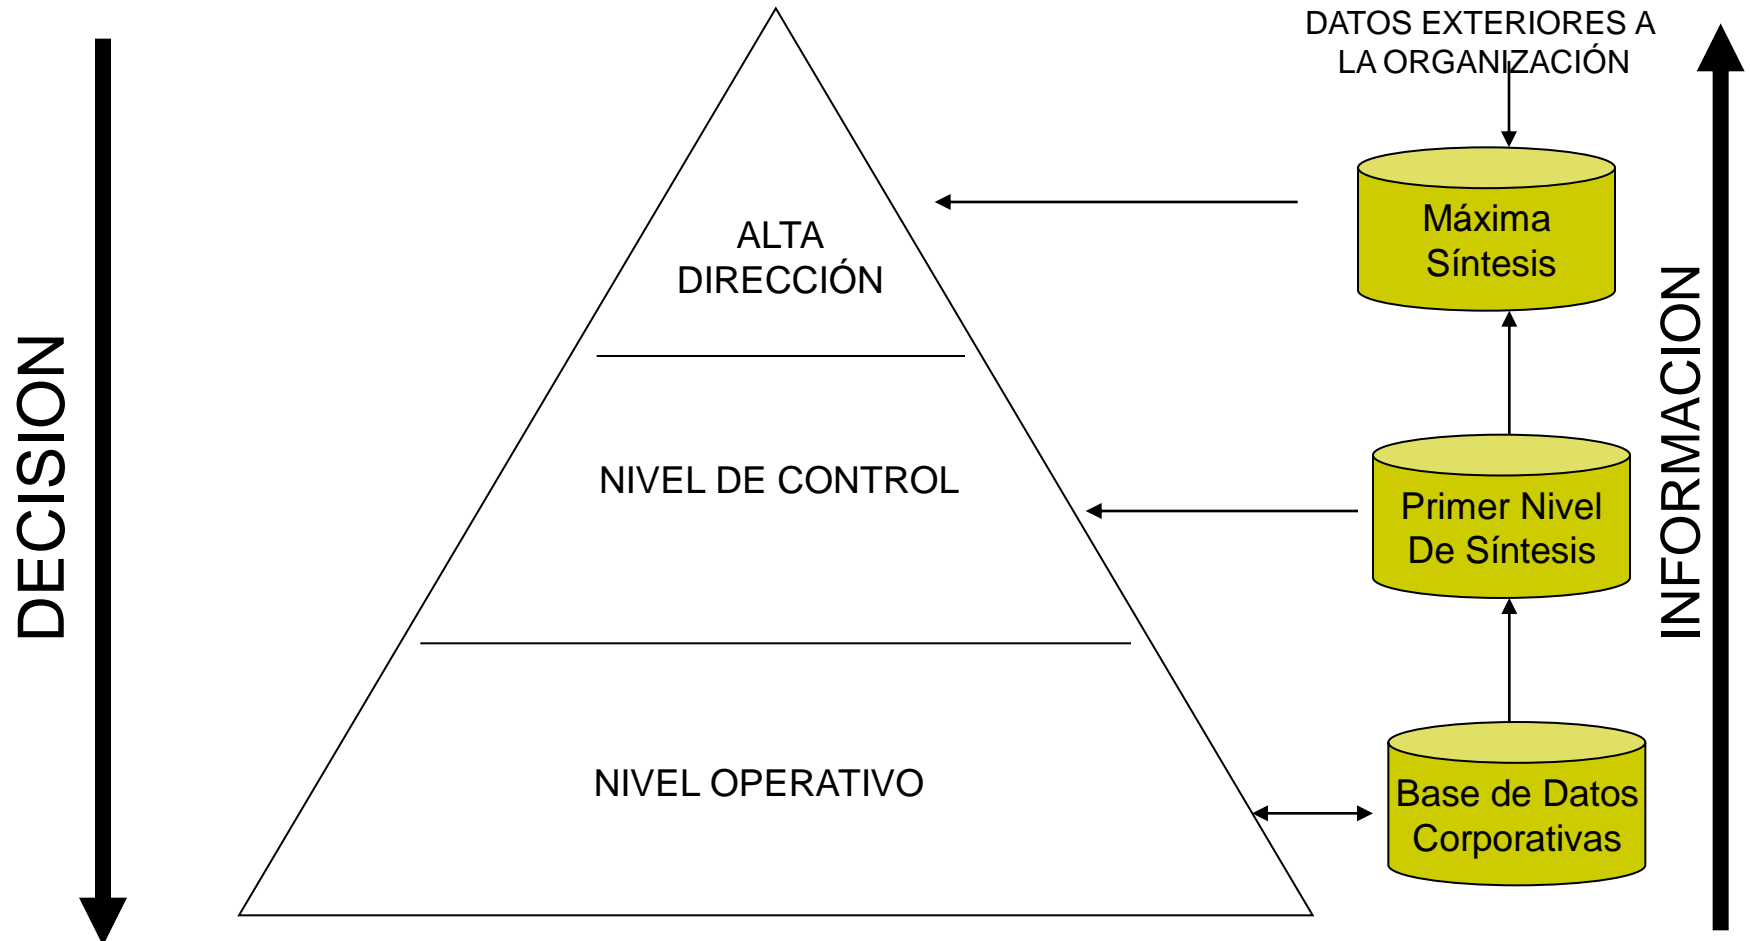 DATOS EXTERIORES A
LA ORGANIZACIÓN
Máxima
Síntesis
ALTA
DIRECCIÓN
DECISION
INFORMACION
NIVEL DE CONTROL
Primer Nivel
De Síntesis
NIVEL OPERATIVO
Base de Datos
Corporativas